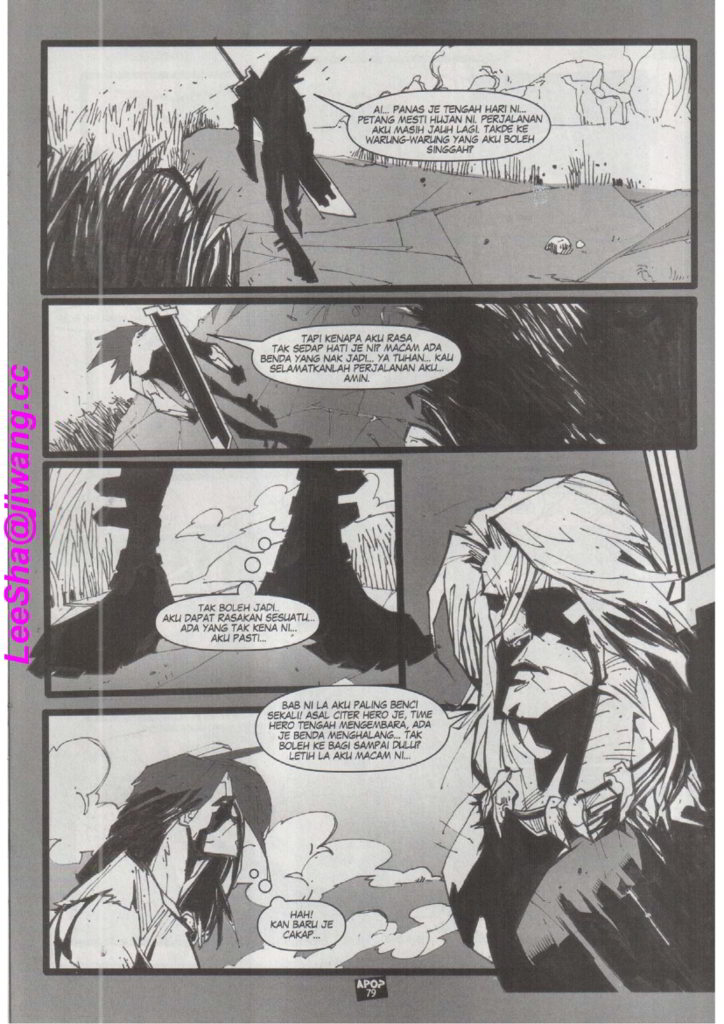 AI... PANAS JE TENGAH HARI NI...
PETANG MESTI HUJAN NI. PERJALANAN
AKU MASIH JAUH LAGI. TAKDE KE
WARUNG-WARUNG YANG AKU BOLEH
SINGGAH?
TAPI KENAPA AKU RASA
TAK SEDAP HATI JE NI? MACAM ADA
BENDA YANG NAK JADI... YA TUHAN... KAU
SELAMATKANLAH PERJALANAN AKU...
AMIN.
TAK BOLEH JADI..
AKU DAPAT RASAKAN SESUATU...
ADA YANG TAK KENA NI...
AKU PASTI...
BAB NI LA AKU PALING BENCI
SEKALI! ASAL CITER HERO JE, TIME
HERO TENGAH MENGEMBARA, ADA
JE BENDA MENGHALANG... TAK
BOLEH KE BAGI SAMPAI DULU?
LETIH LA AKU MACAM NI...
HAH!
KAN BARU JE
CAKAP...
APOP
79
LeeSha@jiwang.cc